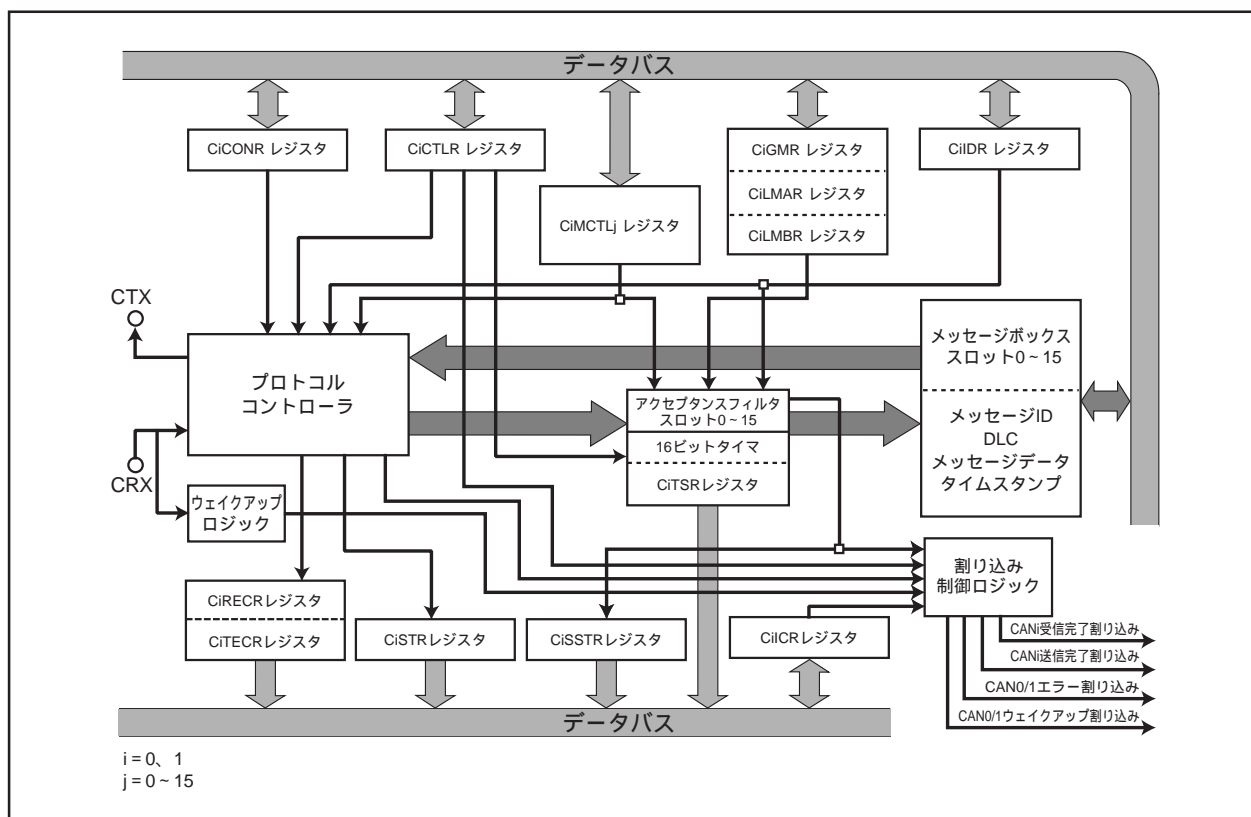 データバス
CiCONR レジスタ
CiCTLR レジスタ
CiGMR レジスタ
CiIDR レジスタ
CiLMAR レジスタ
CiMCTLj レジスタ
CiLMBR レジスタ
CTX
メッセージボックス
スロット0～15
プロトコル
コントローラ
アクセプタンスフィルタ
スロット0～15
メッセージID
DLC
メッセージデータ
タイムスタンプ
16ビットタイマ
CiTSRレジスタ
CRX
ウェイクアップ
ロジック
割り込み
制御ロジック
CiRECRレジスタ
CiTECRレジスタ
CiSTRレジスタ
CiSSTRレジスタ
CiICRレジスタ
CANi受信完了割り込み
CANi送信完了割り込み
CAN0/1エラー割り込み
CAN0/1ウェイクアップ割り込み
データバス
i = 0、1
j = 0～15